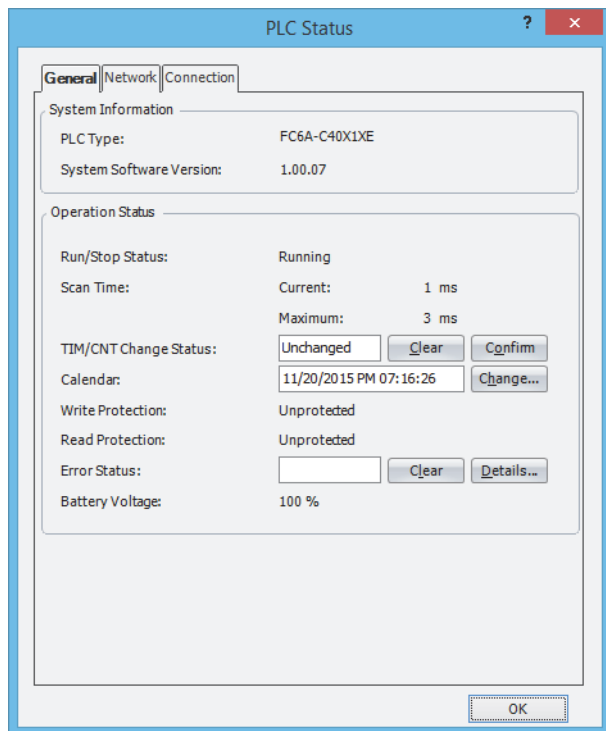 PLC Status ? ×
General Network Connection
System Information
PLC Type: FC6A-C40X1XE
System Software Version: 1.00.07
Operation Status
Run/Stop Status: Running
Scan Time: Current: 1 ms
Maximum: 3 ms
TIM/CNT Change Status: Unchanged Clear Confirm
Calendar: 11/20/2015 PM 07:16:26 Change...
Write Protection: Unprotected
Read Protection: Unprotected
Error Status: Clear Details...
Battery Voltage: 100 %
OK